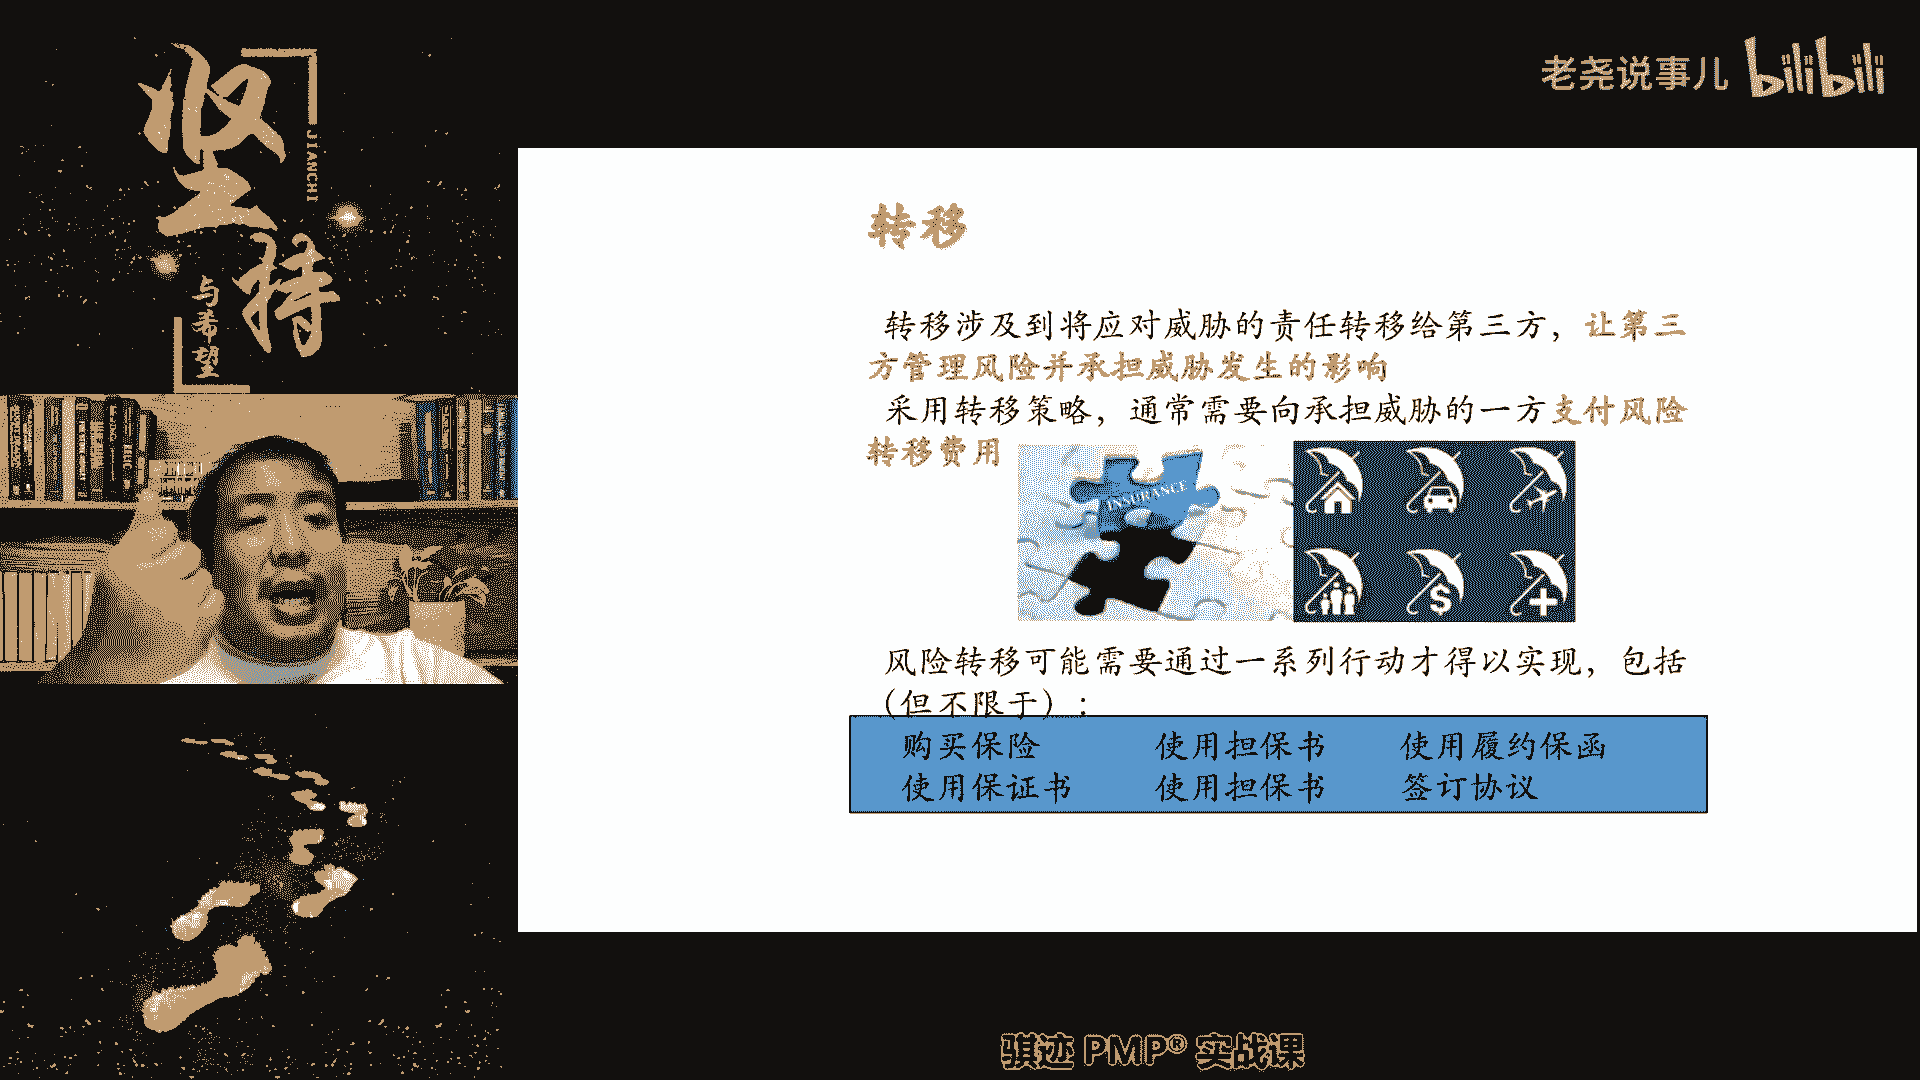 坚持
JIANCHI
与希望
老尧说事儿 bilibili
转移
转移涉及到将应对威胁的责任转移给第三方，让第三
方管理风险并承担威胁发生的影响
采用转移策略，通常需要向承担威胁的一方支付风险
转移费用
INSURANCE
$
风险转移可能需要通过一系列行动才得以实现，包括
（但不限于）：
购买保险 使用担保书 使用履约保函
使用保证书 使用担保书 签订协议
骐迹 PMP® 实战课